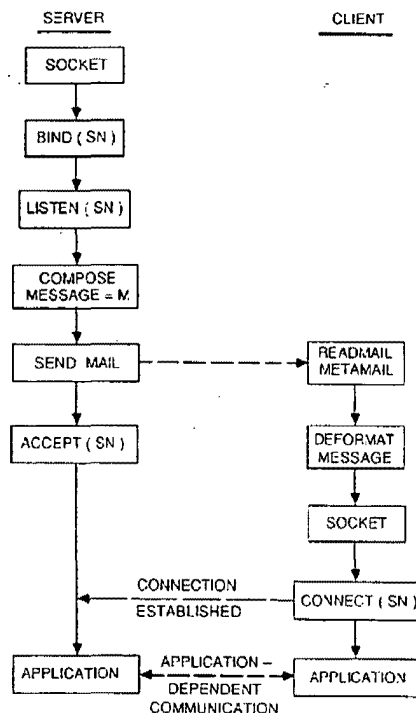 SERVER
CLIENT
SOCKET
BIND ( SN )
LISTEN ( SN )
COMPOSE
MESSAGE = M
SEND MAIL
READMAIL
METAMAIL
ACCEPT ( SN )
DEFORMAT
MESSAGE
SOCKET
CONNECTION
ESTABLISHED
CONNECT ( SN )
APPLICATION
APPLICATION –
DEPENDENT
COMMUNICATION
APPLICATION